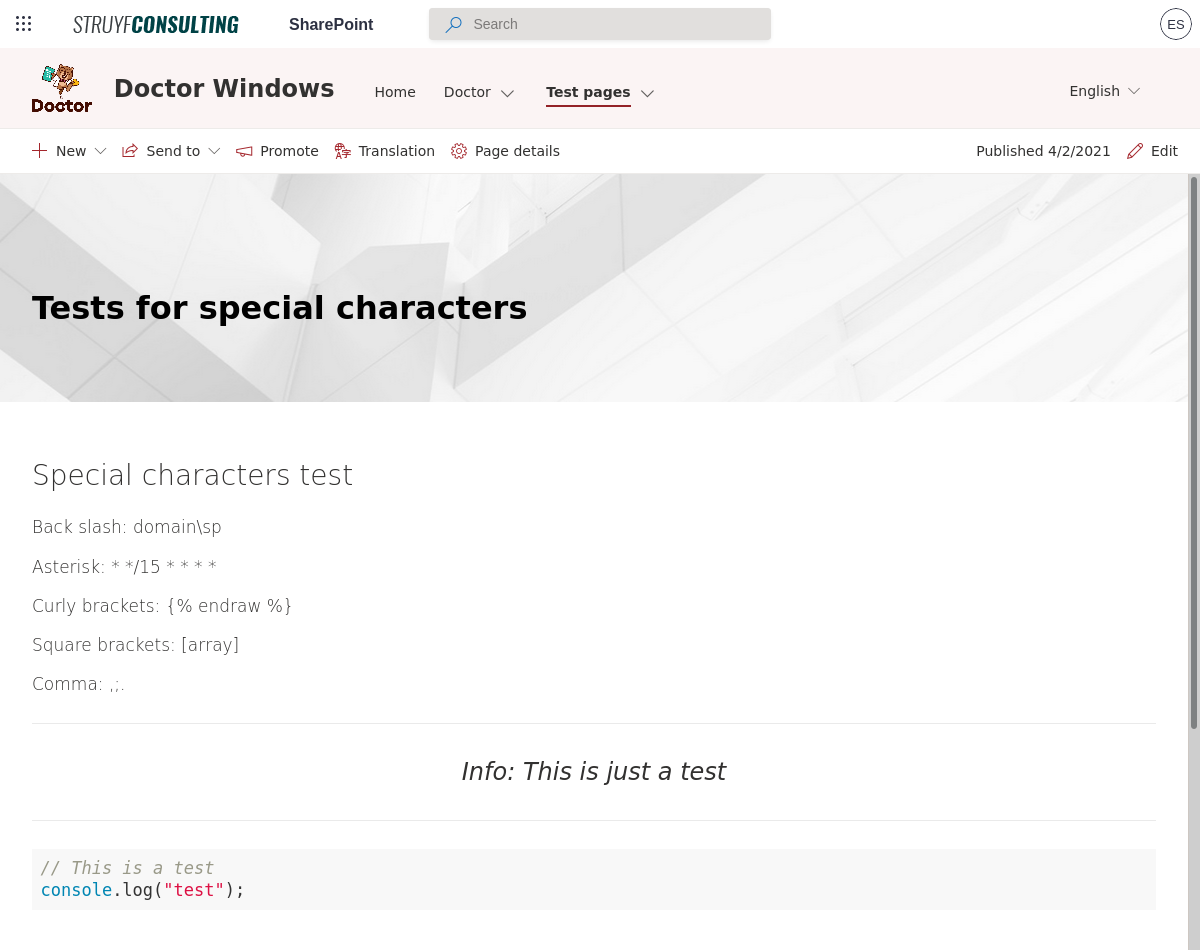 STRUYFCONSULTING
SharePoint
Search
ES
Doctor
Doctor Windows
Home
Doctor
Test pages
English
New
Send to
Promote
Translation
Page details
Published 4/2/2021
Edit
Tests for special characters
Special characters test
Back slash: domain\sp
Asterisk: * */15 * * * *
Curly brackets: {% endraw %}
Square brackets: [array]
Comma: ,;.
Info: This is just a test
// This is a test
console.log("test");